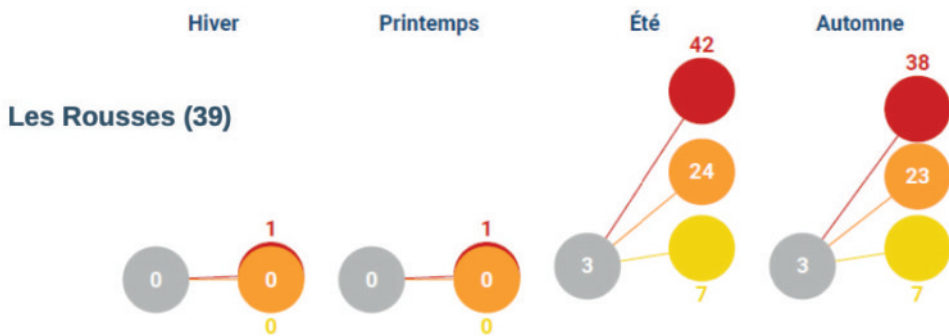 Hiver Printemps Été Automne
42
38
Les Rousses (39)
24
23
1 1
3 3
0 0 0 0
7 7
0 0